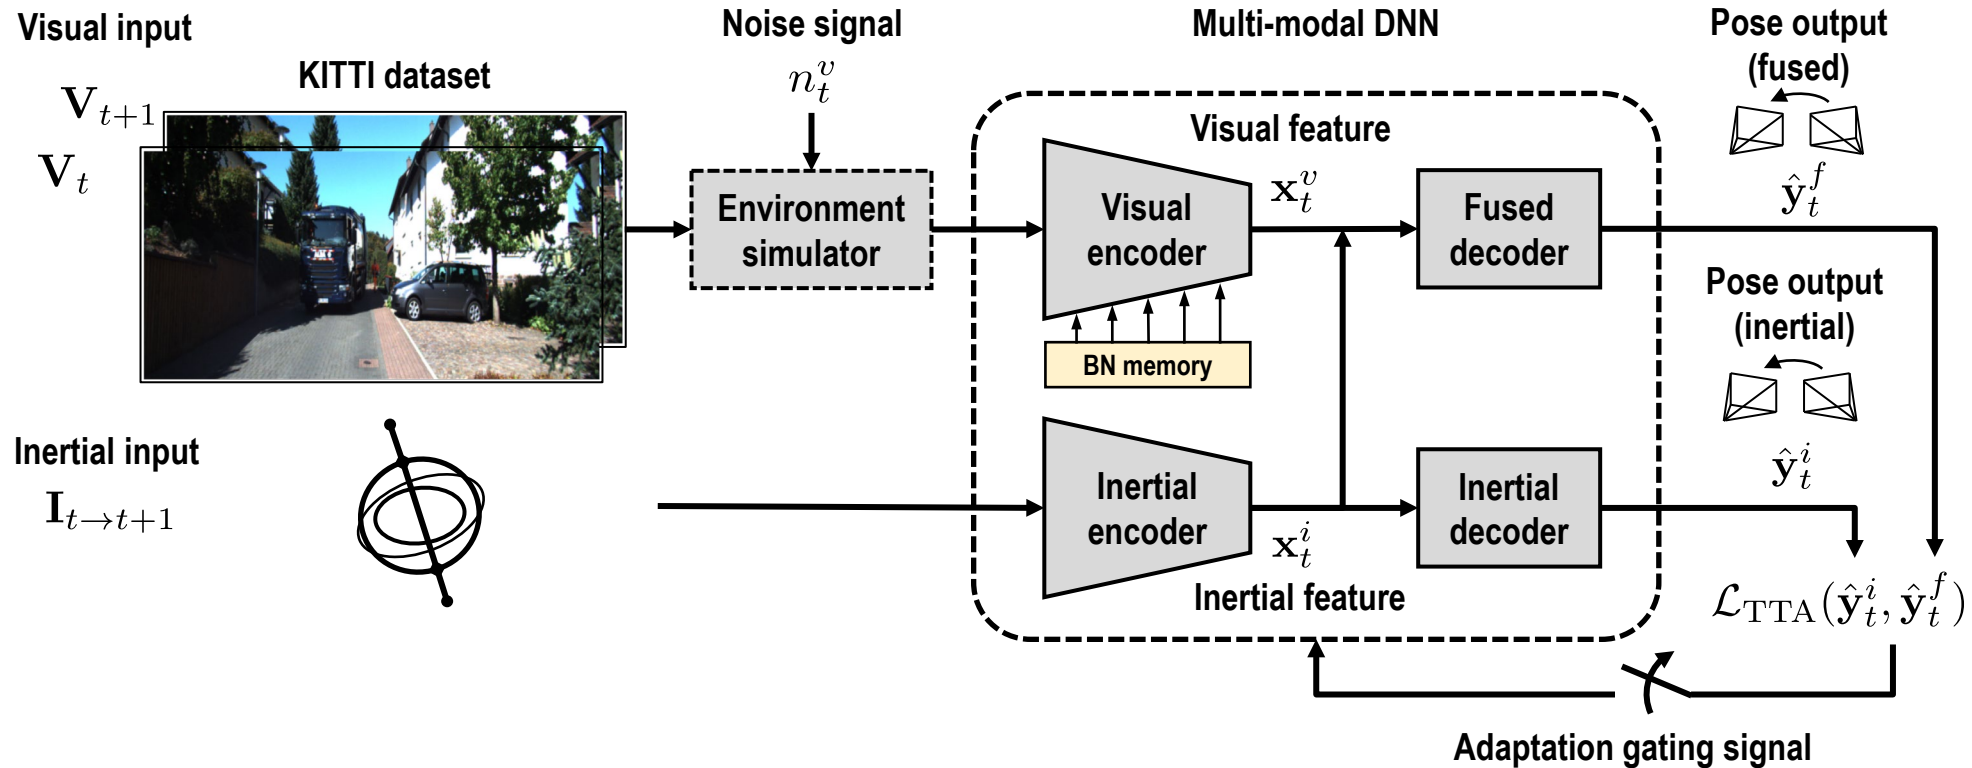 Visual input
V_{t+1}
V_t
KITTI dataset
Noise signal
n_t^v
Environment
simulator
Multi-modal DNN
Visual feature
Visual
encoder
x_t^v
Fused
decoder
BN memory
Pose output
(fused)
ŷ_t^f
Pose output
(inertial)
ŷ_t^i
Inertial input
I_{t→t+1}
Inertial
encoder
x_t^i
Inertial
decoder
Inertial feature
ℒ_TTA(ŷ_t^i, ŷ_t^f)
Adaptation gating signal